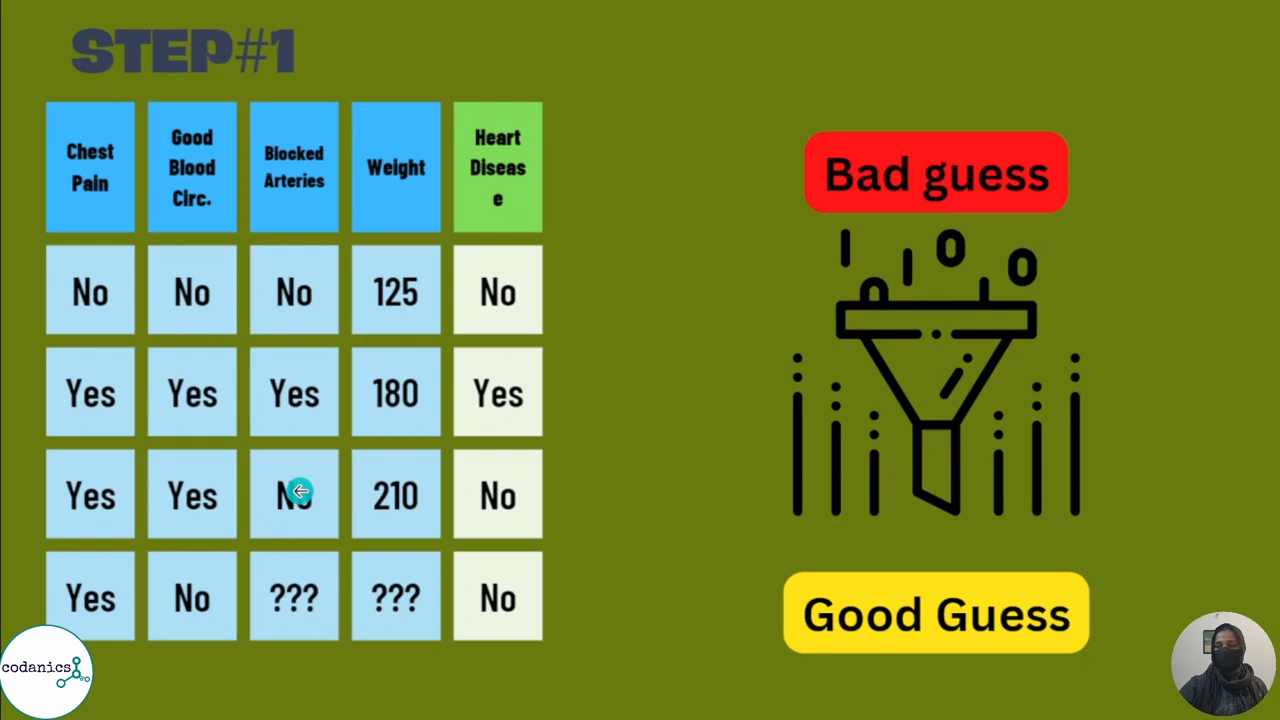 STEP#1
Chest
Pain
Good
Blood
Circ.
Blocked
Arteries
Weight
Heart
Diseas
e
No
No
No
125
No
Yes
Yes
Yes
180
Yes
Yes
Yes
No
210
No
Yes
No
???
???
No
Bad guess
Good Guess
codanics